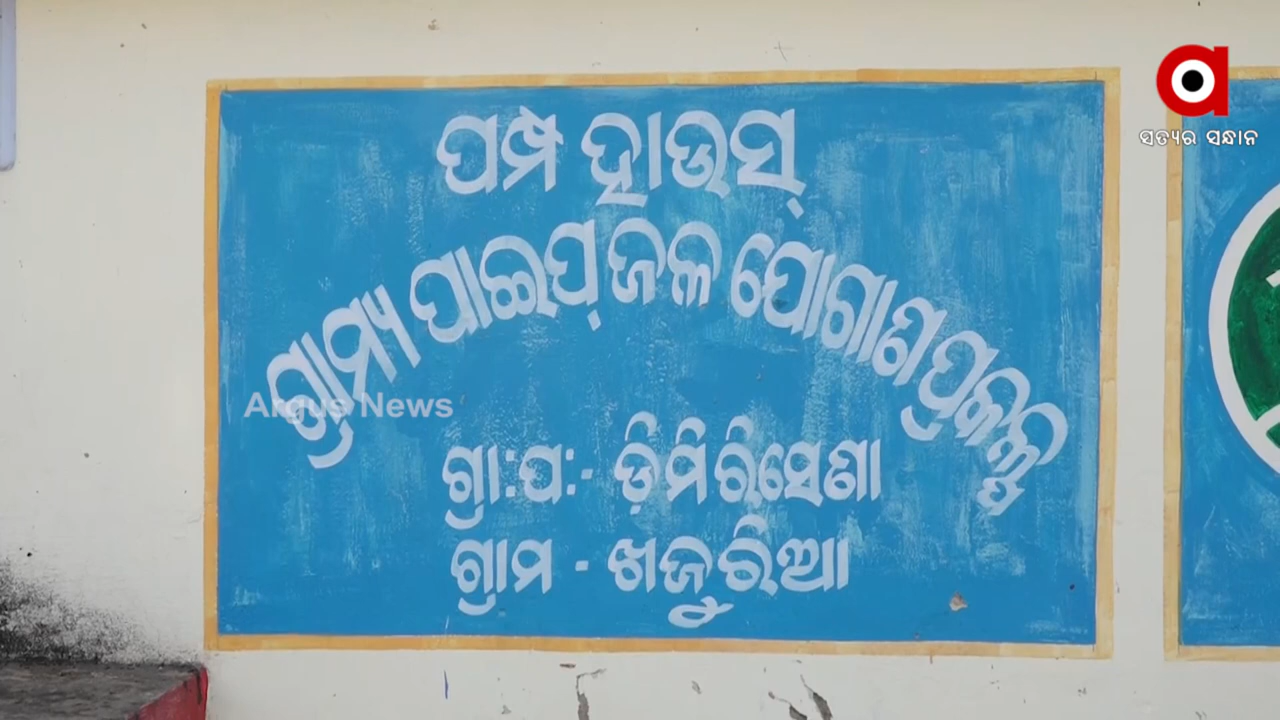 ପମ୍ପ ହାଉସ୍
ଗ୍ରାମ୍ୟ ପାଇପ୍ ଜଳ ଯୋଗାଣ ପ୍ରକଳ୍ପ
ଗ୍ରା:ପ:- ଡ଼ିମିରିସେଣା
ଗ୍ରାମ - ଖଜୁରିଆ
Argus News
ସତ୍ୟର ସନ୍ଧାନ